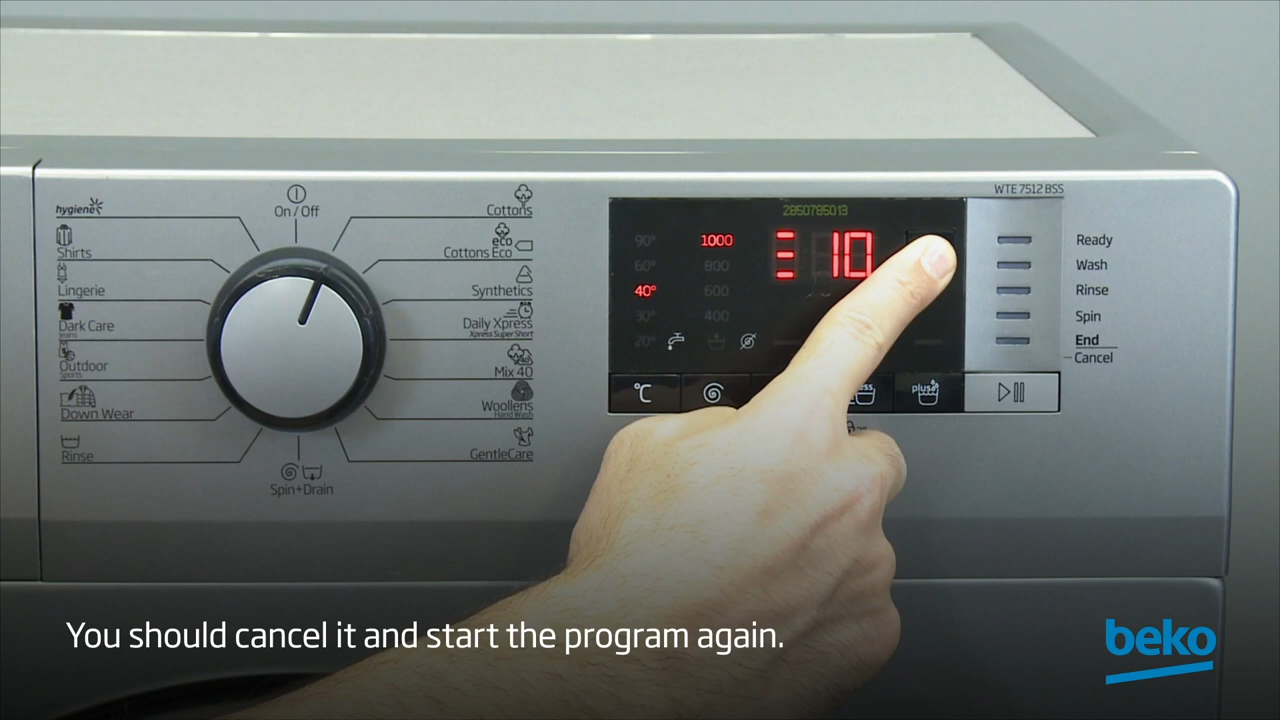 WTE 7512 BSS
hygiene
On / Off
Cottons
Shirts
eco
Cottons Eco
Lingerie
Synthetics
Dark Care
Jeans
Daily Xpress
Xpress Super Short
Outdoor
Sports
Mix 40
Down Wear
Woollens
Hand Wash
Rinse
GentleCare
Spin+Drain
2850785013
90° 1000 10
60° 800
40° 600
30° 400
20°
°C
plus
Ready
Wash
Rinse
Spin
End
Cancel
You should cancel it and start the program again.
beko